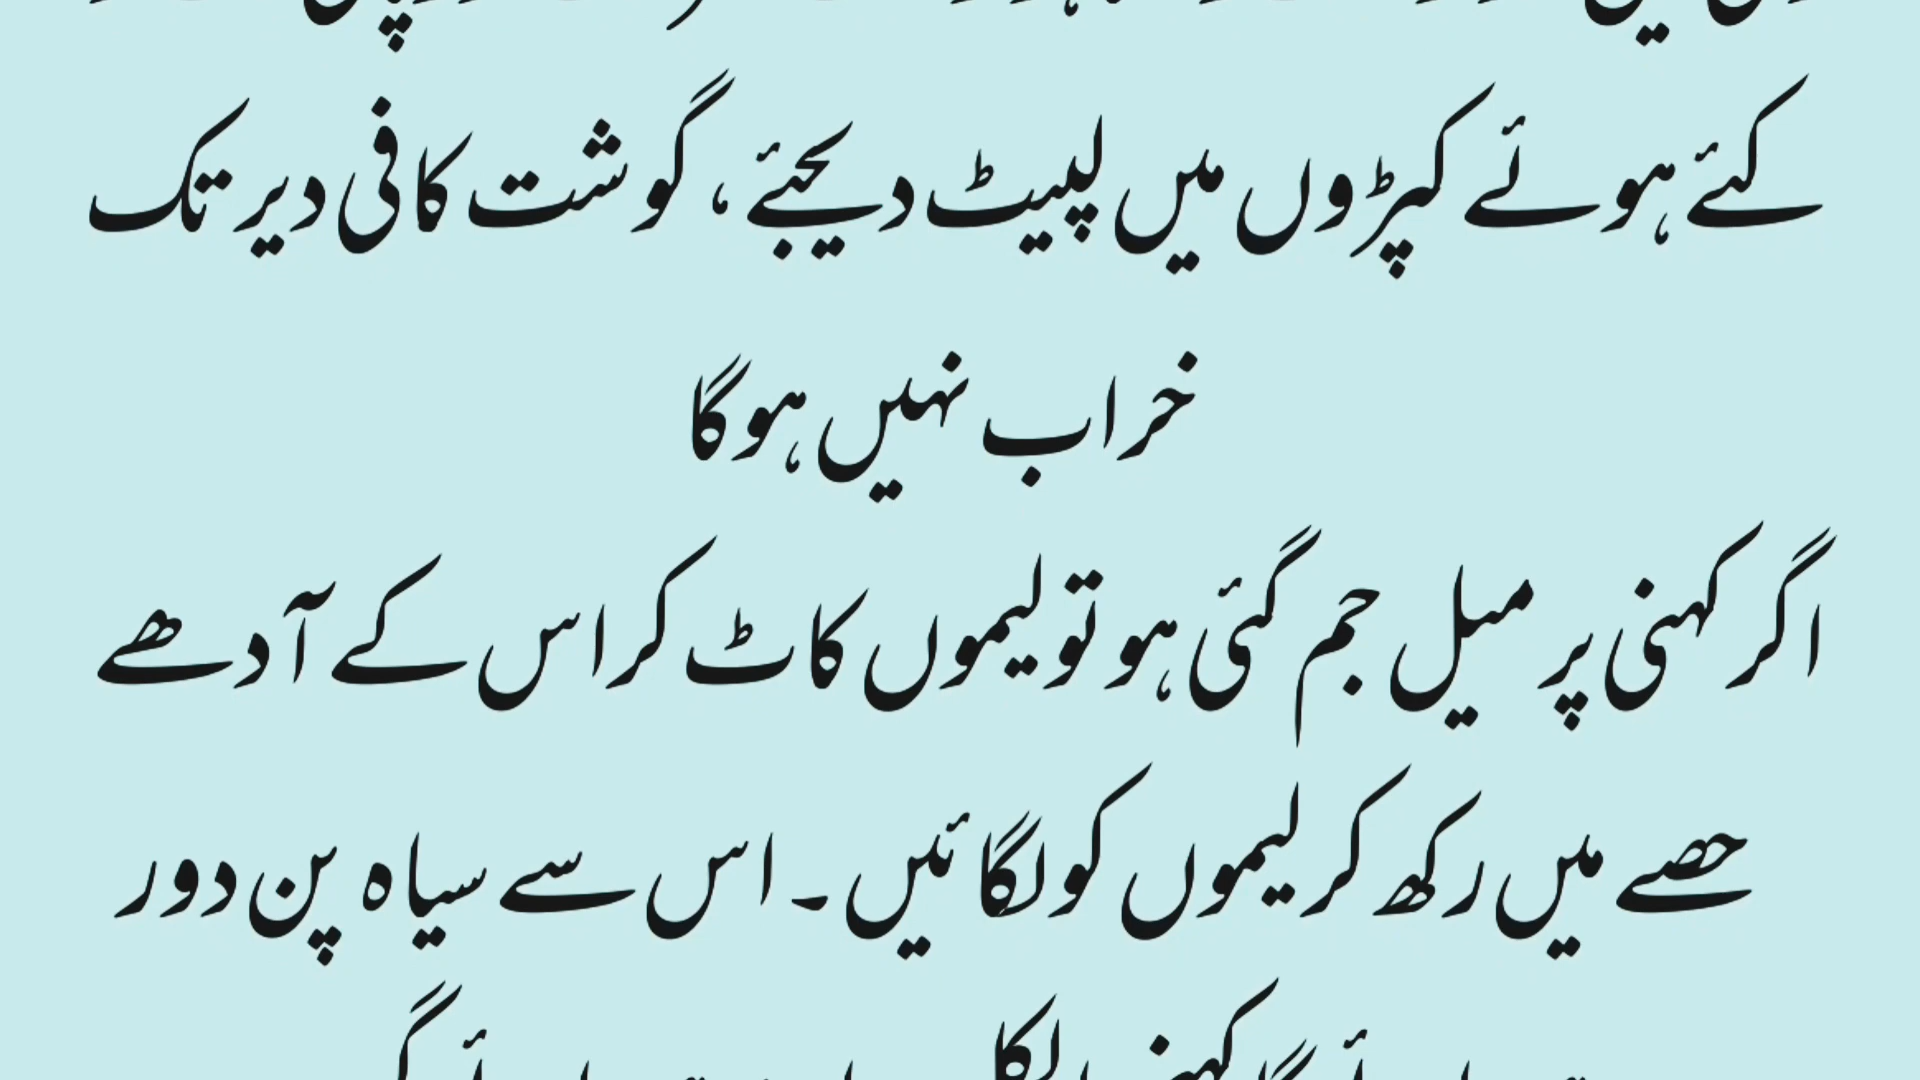 کئے ہوئے کپڑوں میں لپیٹ دیجئے، گوشت کافی دیر تک
خراب نہیں ہوگا
اگر کہنی پر میل جم گئی ہو تو لیموں کاٹ کر اس کے آدھے
حصے میں رکھ کر لیموں کو لگائیں۔ اس سے سیاہ پن دور